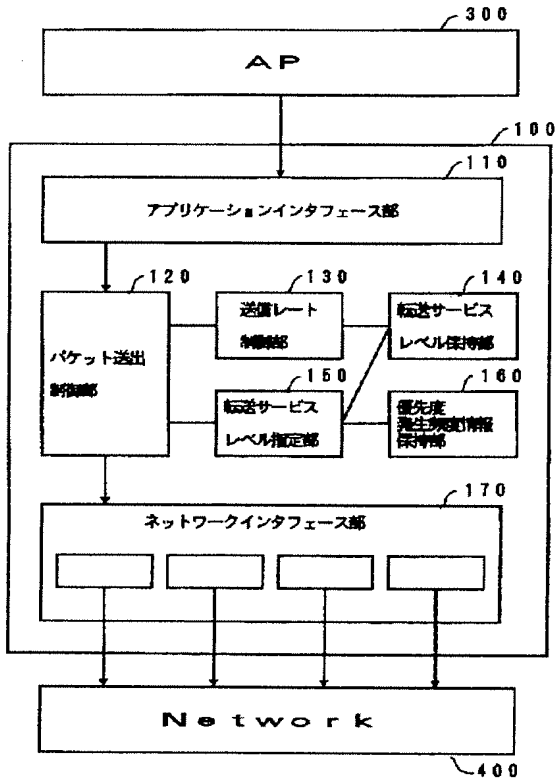 300
AP
100
110
アプリケーションインタフェース部
120
130
140
パケット送出
制御部
送信レート
制御部
転送サービス
レベル保持部
150
160
転送サービス
レベル指定部
優先度
発生頻度情報
保持部
170
ネットワークインタフェース部
Network
400